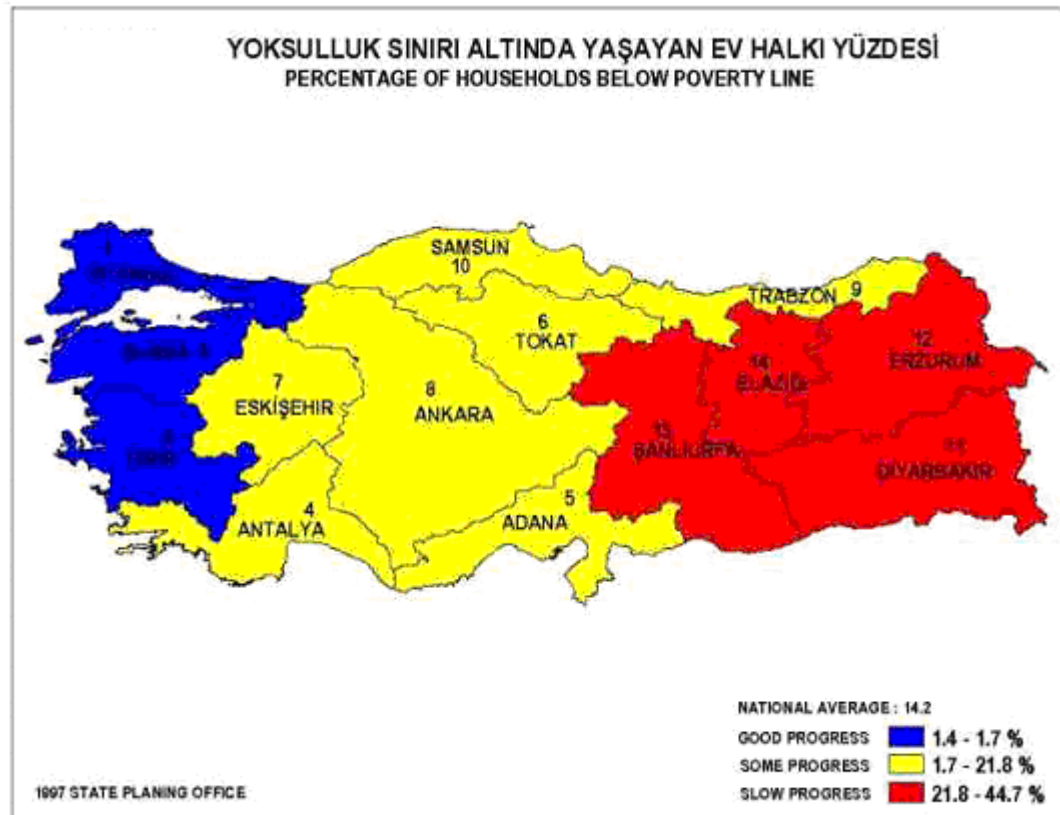 YOKSULLUK SINIRI ALTINDA YAŞAYAN EV HALKI YÜZDESİ
PERCENTAGE OF HOUSEHOLDS BELOW POVERTY LINE
SAMSUN
10
TRABZON 9
6
TOKAT
12
ERZURUM
14
7
ESKİŞEHİR
8
ANKARA
ŞANLIURFA
11
DİYARBAKIR
4
ANTALYA
5
ADANA
NATIONAL AVERAGE : 14.2
GOOD PROGRESS 1.4 - 1.7 %
SOME PROGRESS 1.7 - 21.8 %
SLOW PROGRESS 21.8 - 44.7 %
1997 STATE PLANING OFFICE